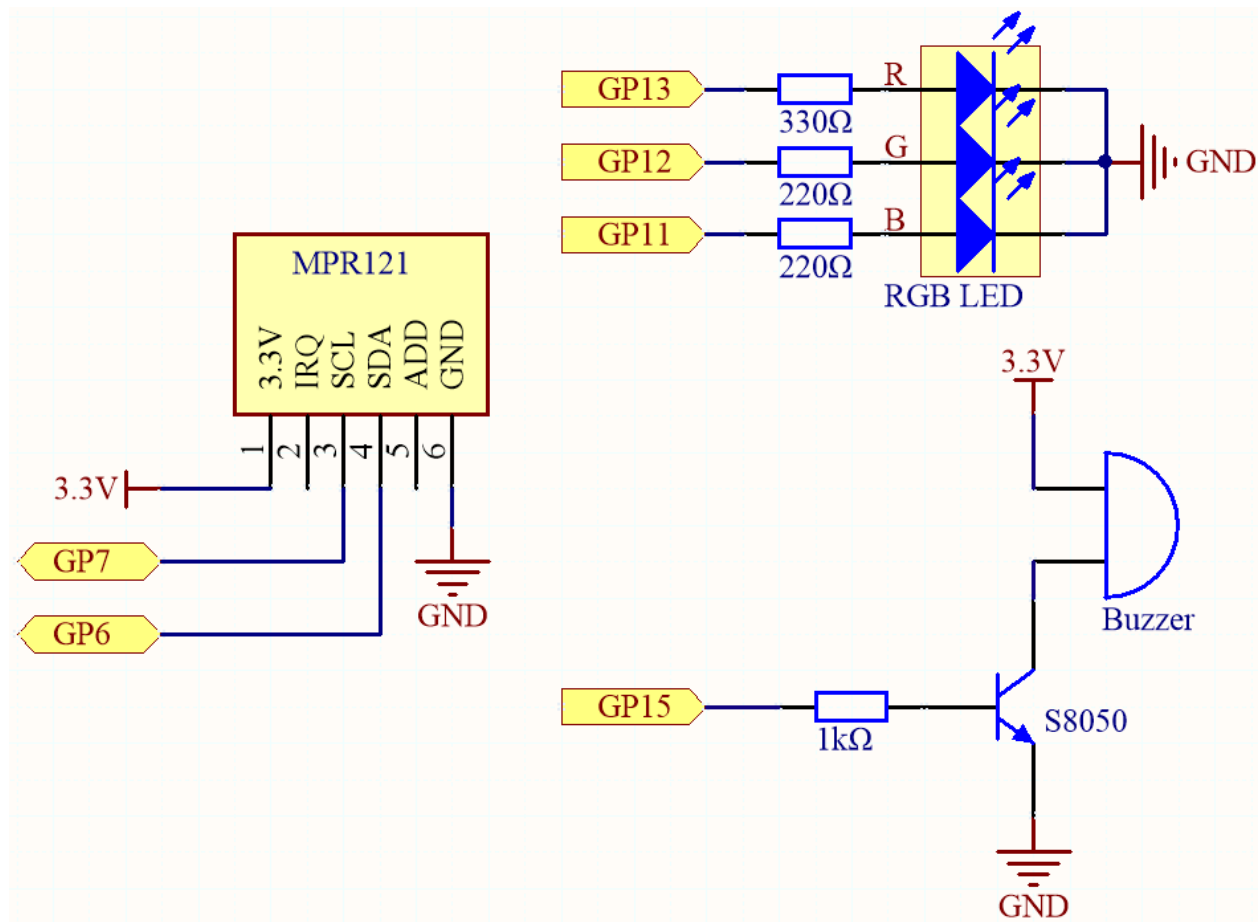 GP13
330Ω
R
GP12
220Ω
G
GND
GP11
220Ω
B
RGB LED
MPR121
3.3V
IRQ
SCL
SDA
ADD
GND
1
2
3
4
5
6
3.3V
GP7
GP6
GND
3.3V
Buzzer
GP15
1kΩ
S8050
GND